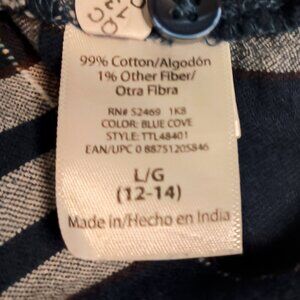 99% Cotton/Algodón
1% Other Fiber/
Otra Fibra
RN# 52469 1KB
COLOR: BLUE COVE
STYLE: TTL48401
EAN/UPC 0 88751205846
L/G
(12-14)
Made in/Hecho en India